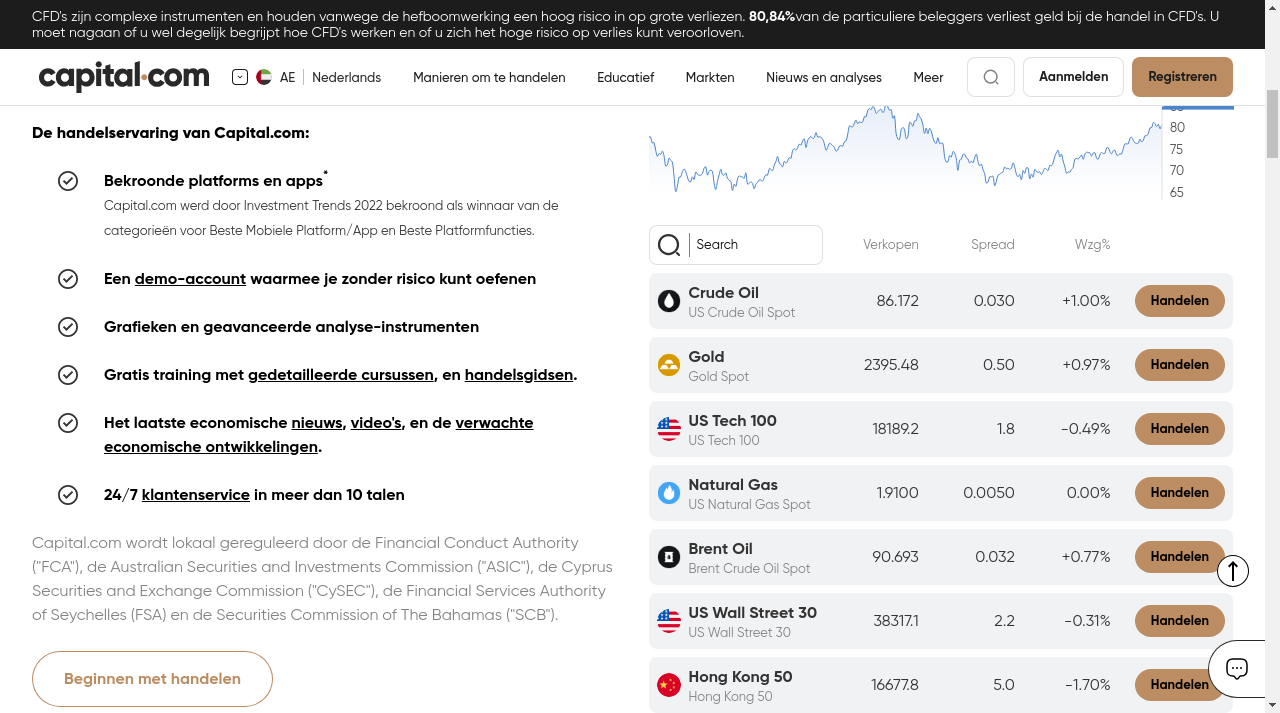 CFD's zijn complexe instrumenten en houden vanwege de hefboomwerking een hoog risico in op grote verliezen. 80,84%van de particuliere beleggers verliest geld bij de handel in CFD's. U
moet nagaan of u wel degelijk begrijpt hoe CFD's werken en of u zich het hoge risico op verlies kunt veroorloven.
capital.com AE Nederlands Manieren om te handelen Educatief Markten Nieuws en analyses Meer Aanmelden Registreren
De handelservaring van Capital.com:
Bekroonde platforms en apps*
Capital.com werd door Investment Trends 2022 bekroond als winnaar van de
categorieën voor Beste Mobiele Platform/App en Beste Platformfuncties.
Een demo-account waarmee je zonder risico kunt oefenen
Grafieken en geavanceerde analyse-instrumenten
Gratis training met gedetailleerde cursussen, en handelsgidsen.
Het laatste economische nieuws, video's, en de verwachte
economische ontwikkelingen.
24/7 klantenservice in meer dan 10 talen
Capital.com wordt lokaal gereguleerd door de Financial Conduct Authority
("FCA"), de Australian Securities and Investments Commission ("ASIC"), de Cyprus
Securities and Exchange Commission ("CySEC"), de Financial Services Authority
of Seychelles (FSA) en de Securities Commission of The Bahamas ("SCB").
Beginnen met handelen
80
75
70
65
Search Verkopen Spread Wzg%
Crude Oil
US Crude Oil Spot
86.172 0.030 +1.00% Handelen
Gold
Gold Spot
2395.48 0.50 +0.97% Handelen
US Tech 100
US Tech 100
18189.2 1.8 -0.49% Handelen
Natural Gas
US Natural Gas Spot
1.9100 0.0050 0.00% Handelen
Brent Oil
Brent Crude Oil Spot
90.693 0.032 +0.77% Handelen
US Wall Street 30
US Wall Street 30
38317.1 2.2 -0.31% Handelen
Hong Kong 50
Hong Kong 50
16677.8 5.0 -1.70% Handelen